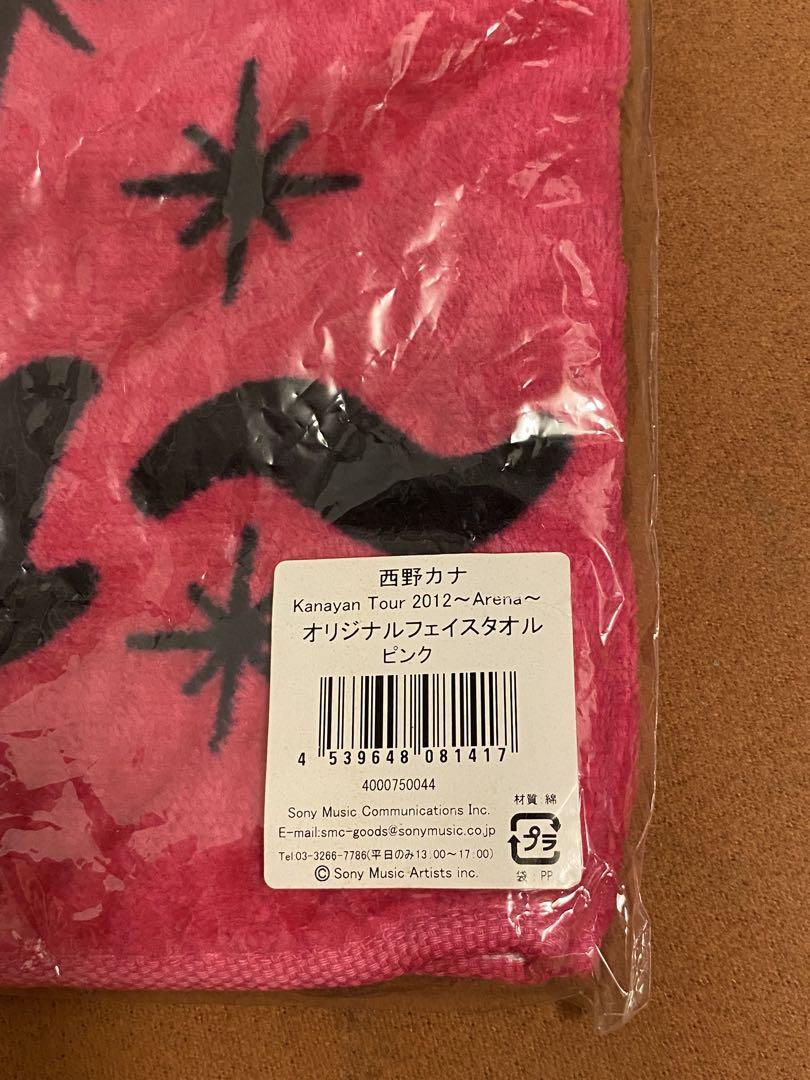 西野カナ
Kanayan Tour 2012～Arena～
オリジナルフェイスタオル
ピンク
4 539648 081417
4000750044
Sony Music Communications Inc.
E-mail:smc-goods@sonymusic.co.jp
Tel:03-3266-7786(平日のみ13:00～17:00)
Ⓒ Sony Music Artists inc.
材質:綿
プラ
袋:PP